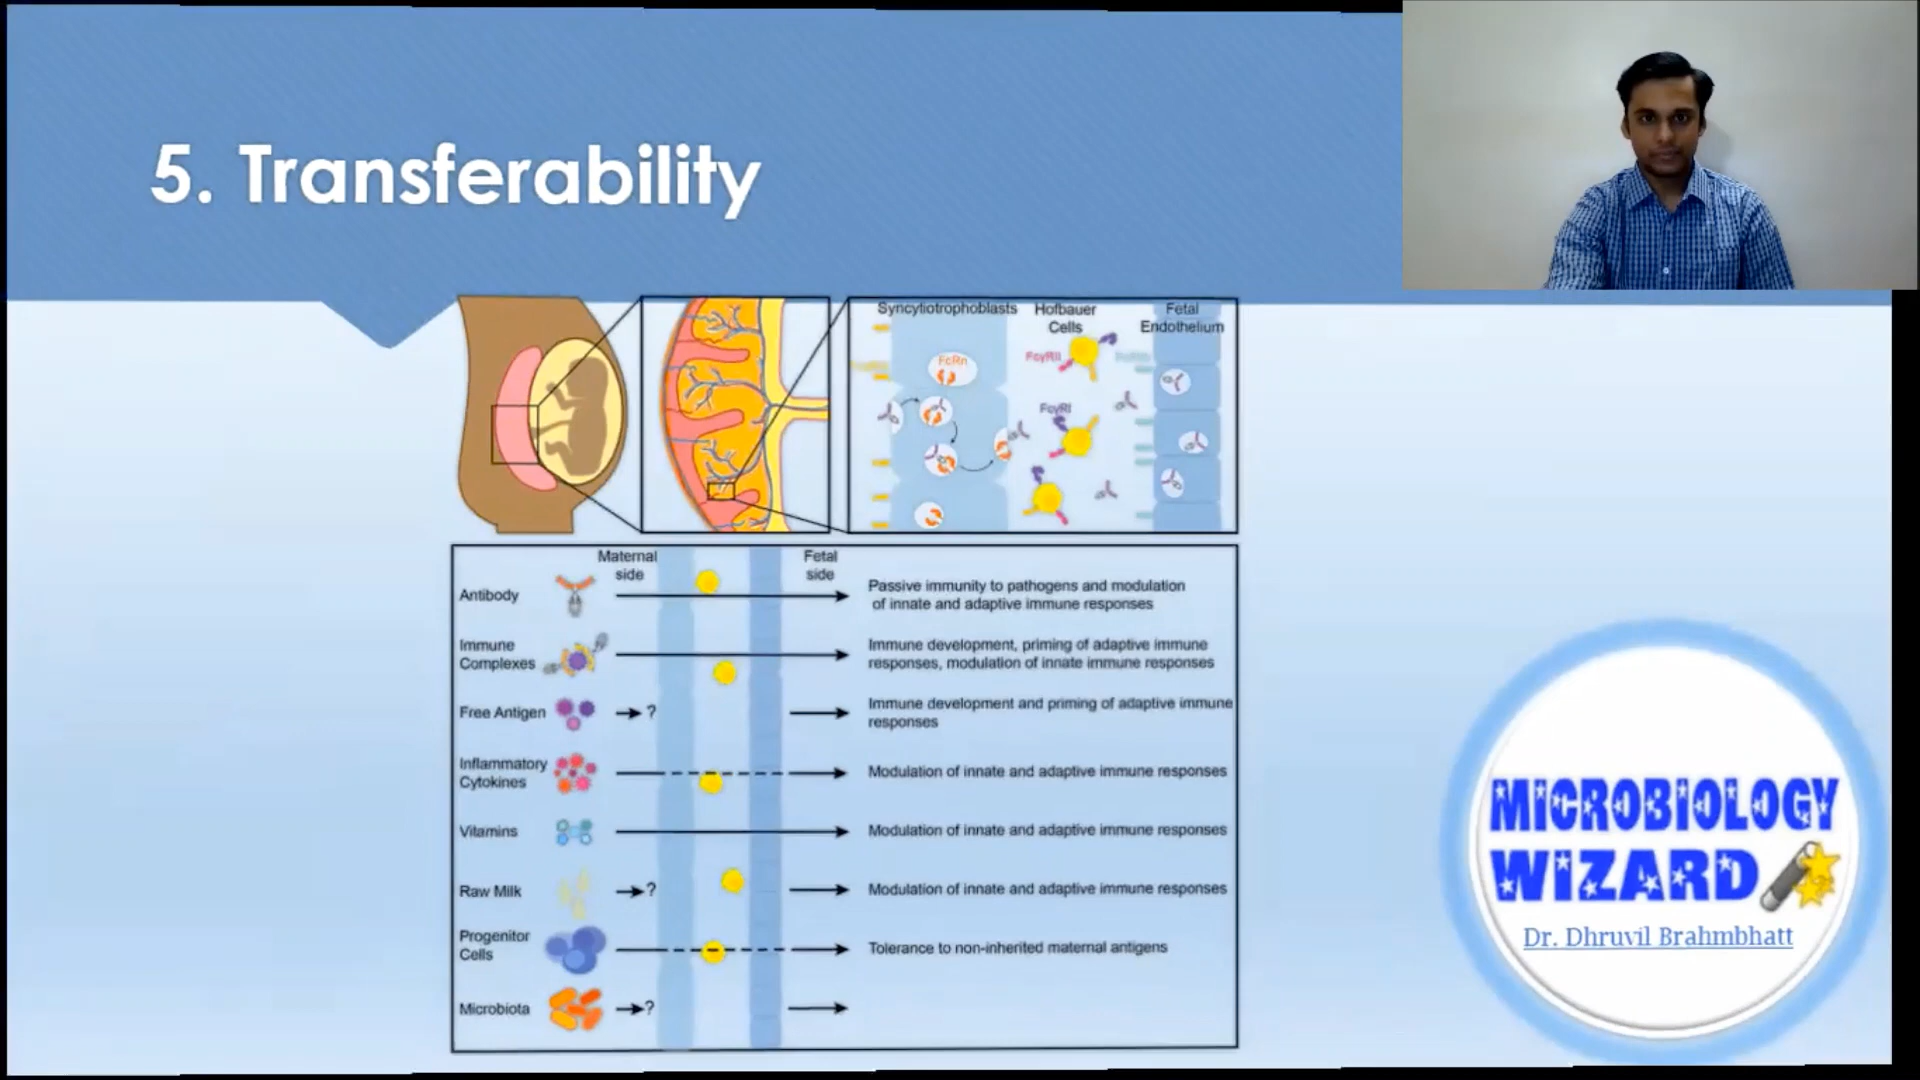 5. Transferability
Syncytiotrophoblasts
Hofbauer
Cells
Fetal
Endothelium
FcRn
FcγRII
FcγRI
Maternal
side
Fetal
side
Antibody
Passive immunity to pathogens and modulation
of innate and adaptive immune responses
Immune
Complexes
Immune development, priming of adaptive immune
responses, modulation of innate immune responses
Free Antigen
?
Immune development and priming of adaptive immune
responses
Inflammatory
Cytokines
Modulation of innate and adaptive immune responses
Vitamins
Modulation of innate and adaptive immune responses
Raw Milk
?
Modulation of innate and adaptive immune responses
Progenitor
Cells
Tolerance to non-inherited maternal antigens
Microbiota
?
MICROBIOLOGY
WIZARD
Dr. Dhruvil Brahmbhatt